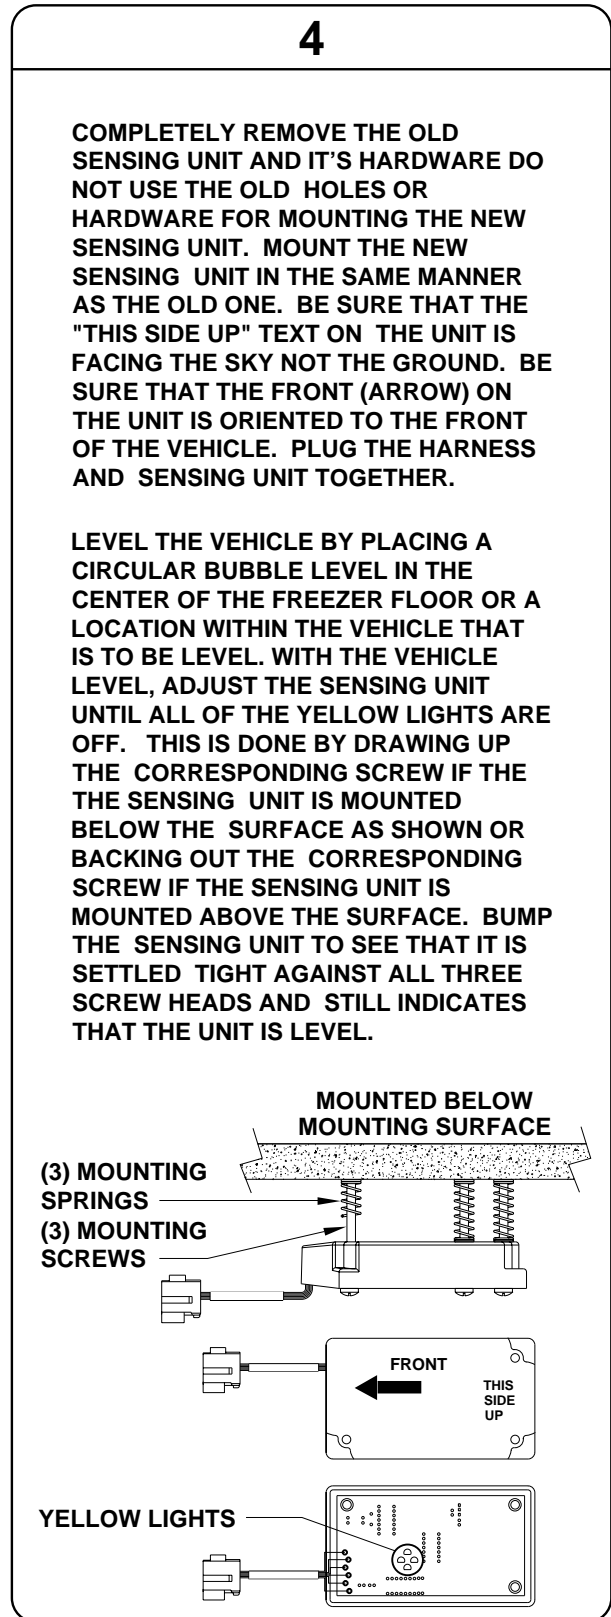 4
COMPLETELY REMOVE THE OLD
SENSING UNIT AND IT'S HARDWARE DO
NOT USE THE OLD HOLES OR
HARDWARE FOR MOUNTING THE NEW
SENSING UNIT. MOUNT THE NEW
SENSING UNIT IN THE SAME MANNER
AS THE OLD ONE. BE SURE THAT THE
"THIS SIDE UP" TEXT ON THE UNIT IS
FACING THE SKY NOT THE GROUND. BE
SURE THAT THE FRONT (ARROW) ON
THE UNIT IS ORIENTED TO THE FRONT
OF THE VEHICLE. PLUG THE HARNESS
AND SENSING UNIT TOGETHER.
LEVEL THE VEHICLE BY PLACING A
CIRCULAR BUBBLE LEVEL IN THE
CENTER OF THE FREEZER FLOOR OR A
LOCATION WITHIN THE VEHICLE THAT
IS TO BE LEVEL. WITH THE VEHICLE
LEVEL, ADJUST THE SENSING UNIT
UNTIL ALL OF THE YELLOW LIGHTS ARE
OFF. THIS IS DONE BY DRAWING UP
THE CORRESPONDING SCREW IF THE
THE SENSING UNIT IS MOUNTED
BELOW THE SURFACE AS SHOWN OR
BACKING OUT THE CORRESPONDING
SCREW IF THE SENSING UNIT IS
MOUNTED ABOVE THE SURFACE. BUMP
THE SENSING UNIT TO SEE THAT IT IS
SETTLED TIGHT AGAINST ALL THREE
SCREW HEADS AND STILL INDICATES
THAT THE UNIT IS LEVEL.
MOUNTED BELOW
MOUNTING SURFACE
(3) MOUNTING
SPRINGS
(3) MOUNTING
SCREWS
FRONT
THIS
SIDE
UP
YELLOW LIGHTS